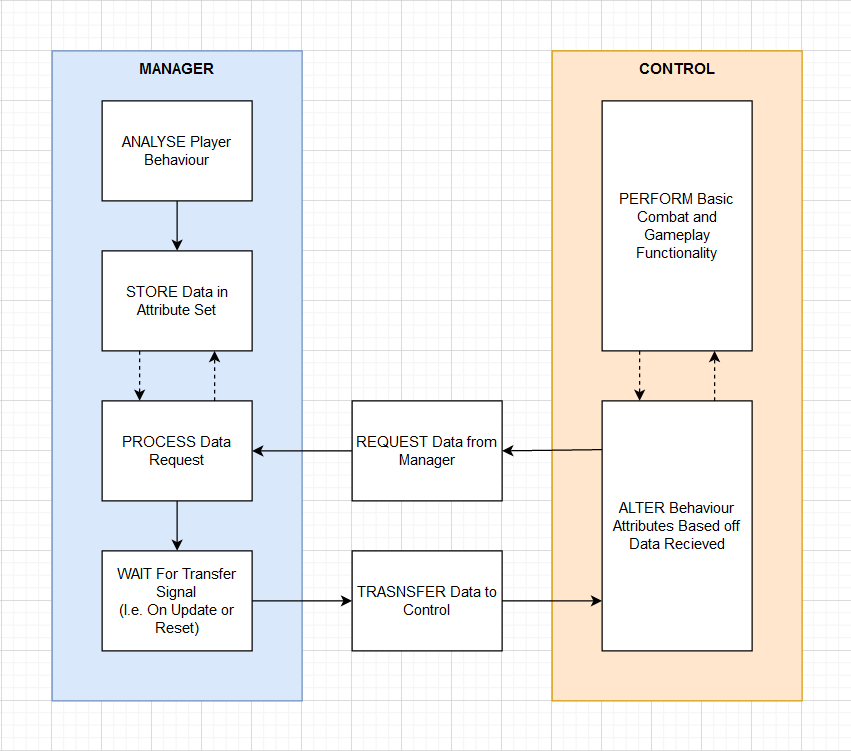 MANAGER
CONTROL
ANALYSE Player
Behaviour
PERFORM Basic
Combat and
Gameplay
Functionality
STORE Data in
Attribute Set
PROCESS Data
Request
REQUEST Data from
Manager
ALTER Behaviour
Attributes Based off
Data Recieved
WAIT For Transfer
Signal
(I.e. On Update or
Reset)
TRASNSFER Data to
Control